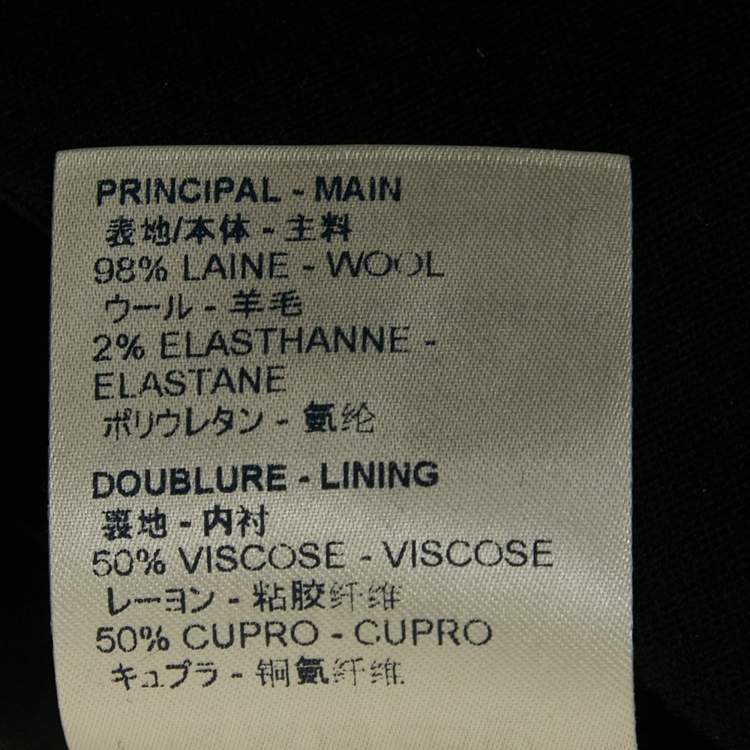 PRINCIPAL - MAIN
表地/本体 - 主料
98% LAINE - WOOL
ウール - 羊毛
2% ELASTHANNE -
ELASTANE
ポリウレタン - 氨纶
DOUBLURE - LINING
裏地 - 内衬
50% VISCOSE - VISCOSE
レーヨン - 粘胶纤维
50% CUPRO - CUPRO
キュプラ - 铜氨纤维